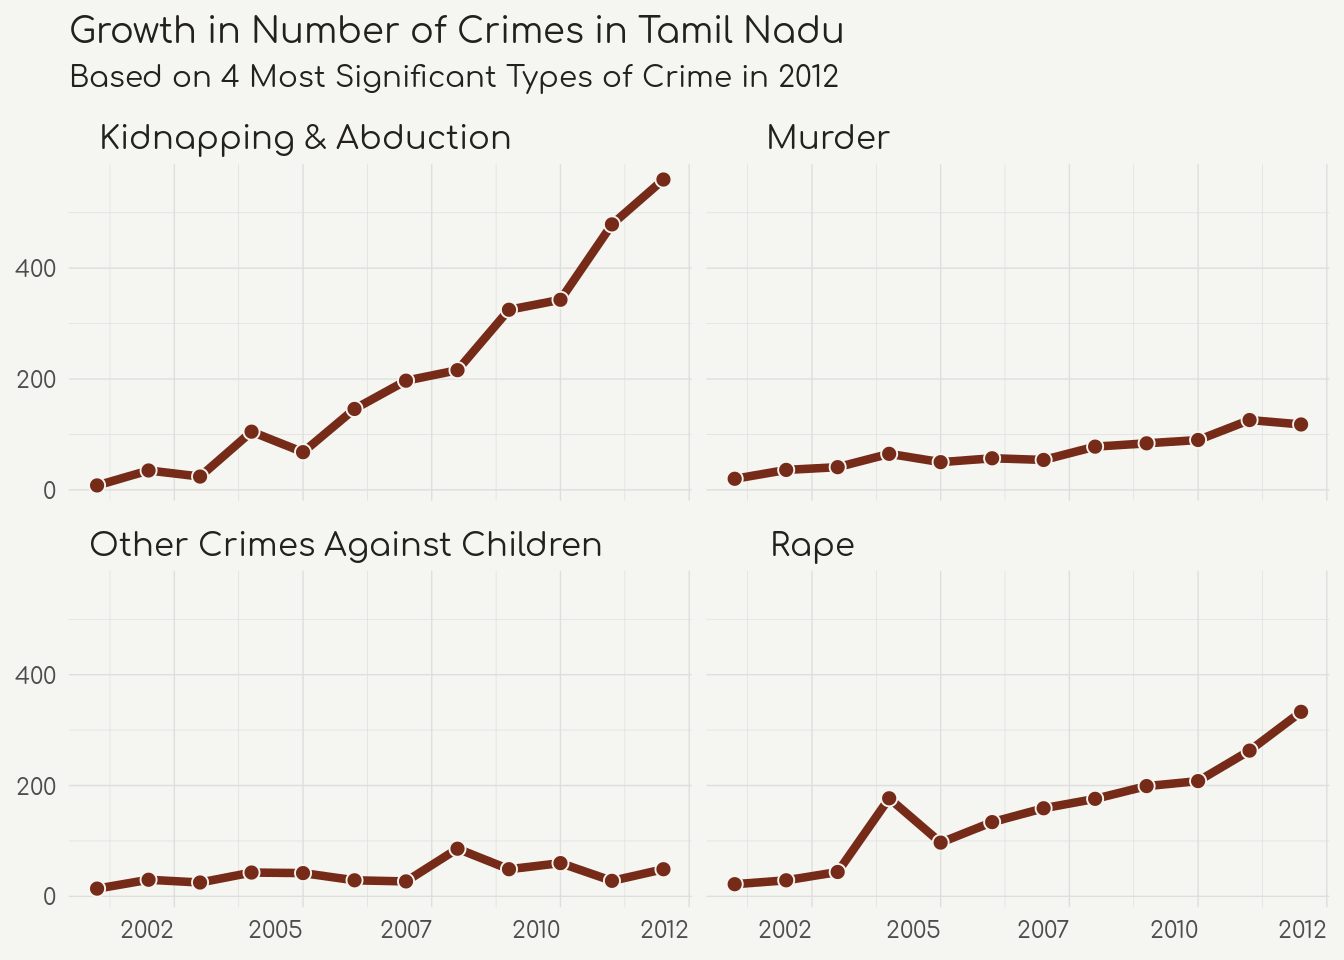 Growth in Number of Crimes in Tamil Nadu
Based on 4 Most Significant Types of Crime in 2012
Kidnapping & Abduction
Murder
400
200
0
Other Crimes Against Children
Rape
400
200
0
2002 2005 2007 2010 2012
2002 2005 2007 2010 2012